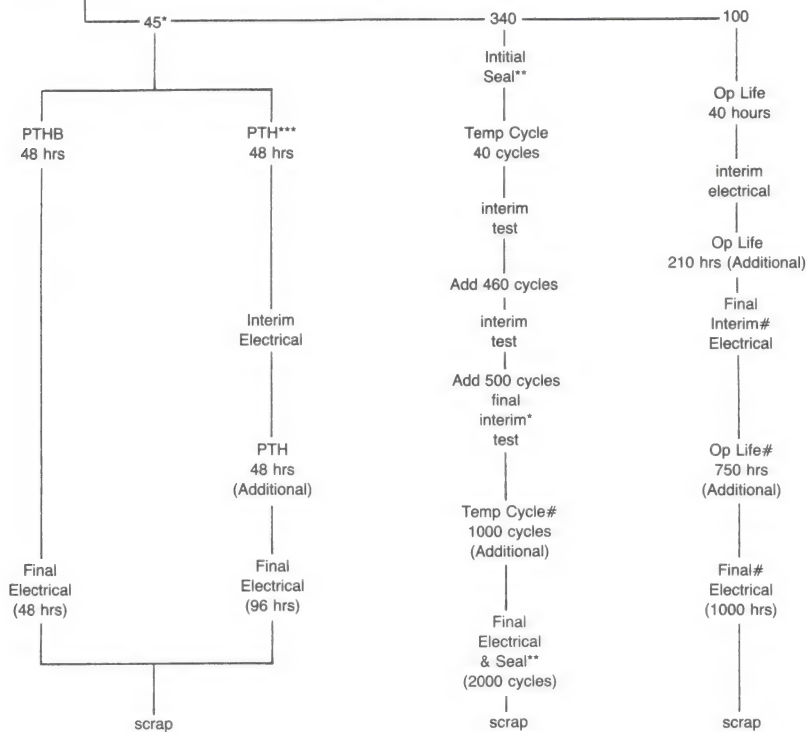 45*
340
100
PTHB
48 hrs
PTH***
48 hrs
Interim
Electrical
PTH
48 hrs
(Additional)
Final
Electrical
(48 hrs)
Final
Electrical
(96 hrs)
scrap
Intitial
Seal**
Temp Cycle
40 cycles
interim
test
Add 460 cycles
interim
test
Add 500 cycles
final
interim*
test
Temp Cycle#
1000 cycles
(Additional)
Final
Electrical
& Seal**
(2000 cycles)
scrap
Op Life
40 hours
interim
electrical
Op Life
210 hrs (Additional)
Final
Interim#
Electrical
Op Life#
750 hrs
(Additional)
Final#
Electrical
(1000 hrs)
scrap